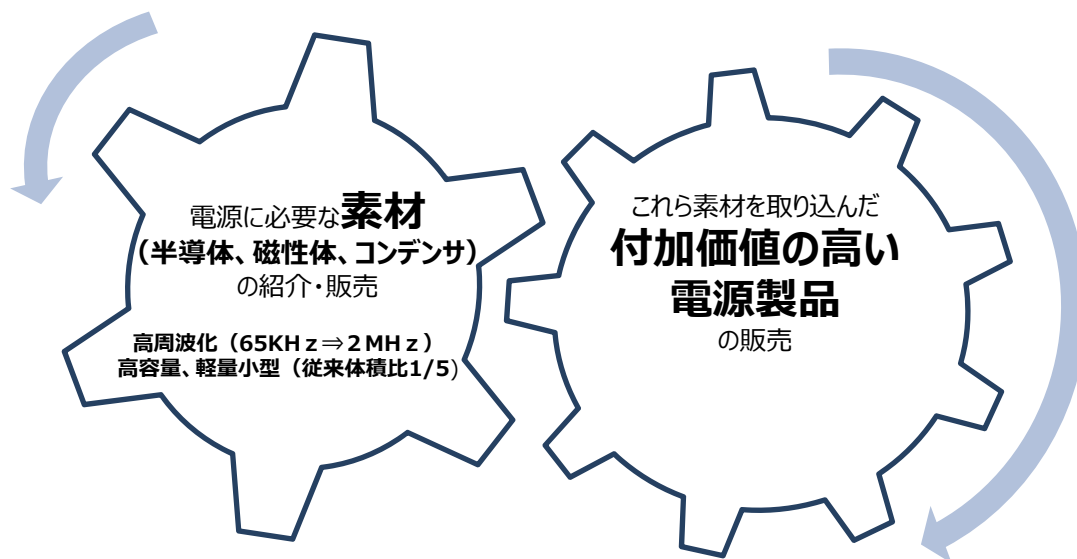 電源に必要な素材
（半導体、磁性体、コンデンサ）
の紹介・販売
高周波化（65KHｚ⇒２MHｚ）
高容量、軽量小型（従来体積比1/5)
これら素材を取り込んだ
付加価値の高い
電源製品
の販売